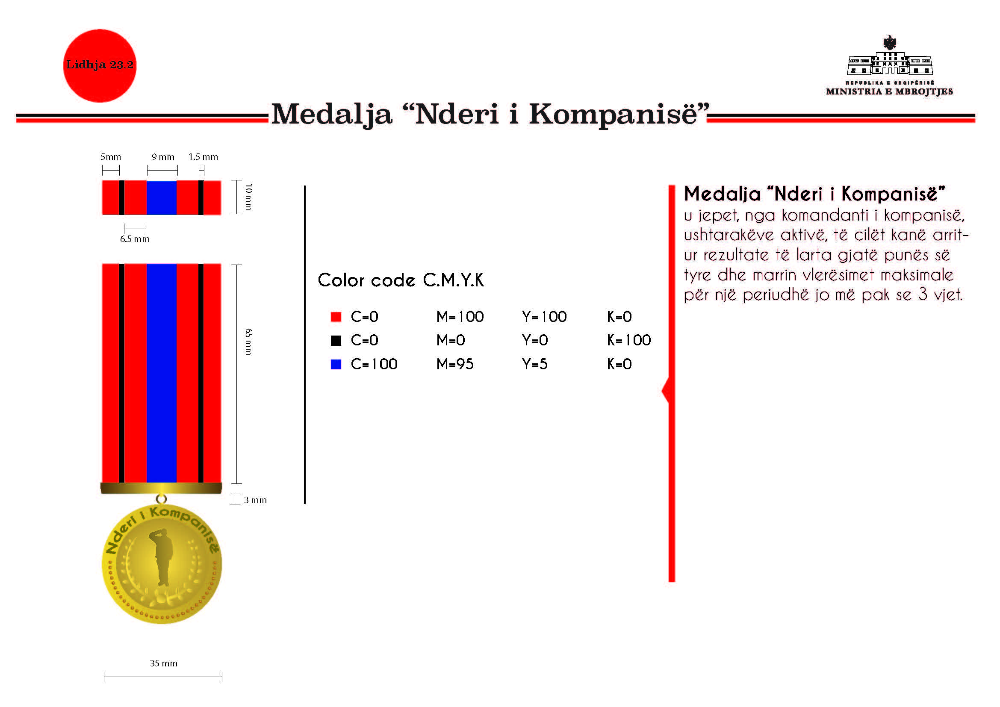 Lidhja 23.2
REPUBLIKA E SHQIPËRISË
MINISTRIA E MBROJTJES
Medalja “Nderi i Kompanisë”
5mm
9 mm
1.5 mm
10 mm
6.5 mm
65 mm
3 mm
Nderi i Kompanisë
35 mm
Color code C.M.Y.K
C=0 M=100 Y=100 K=0
C=0 M=0 Y=0 K=100
C=100 M=95 Y=5 K=0
Medalja “Nderi i Kompanisë”
u jepet, nga komandanti i kompanisë,
ushtarakëve aktivë, të cilët kanë arrit-
ur rezultate të larta gjatë punës së
tyre dhe marrin vlerësimet maksimale
për një periudhë jo më pak se 3 vjet.